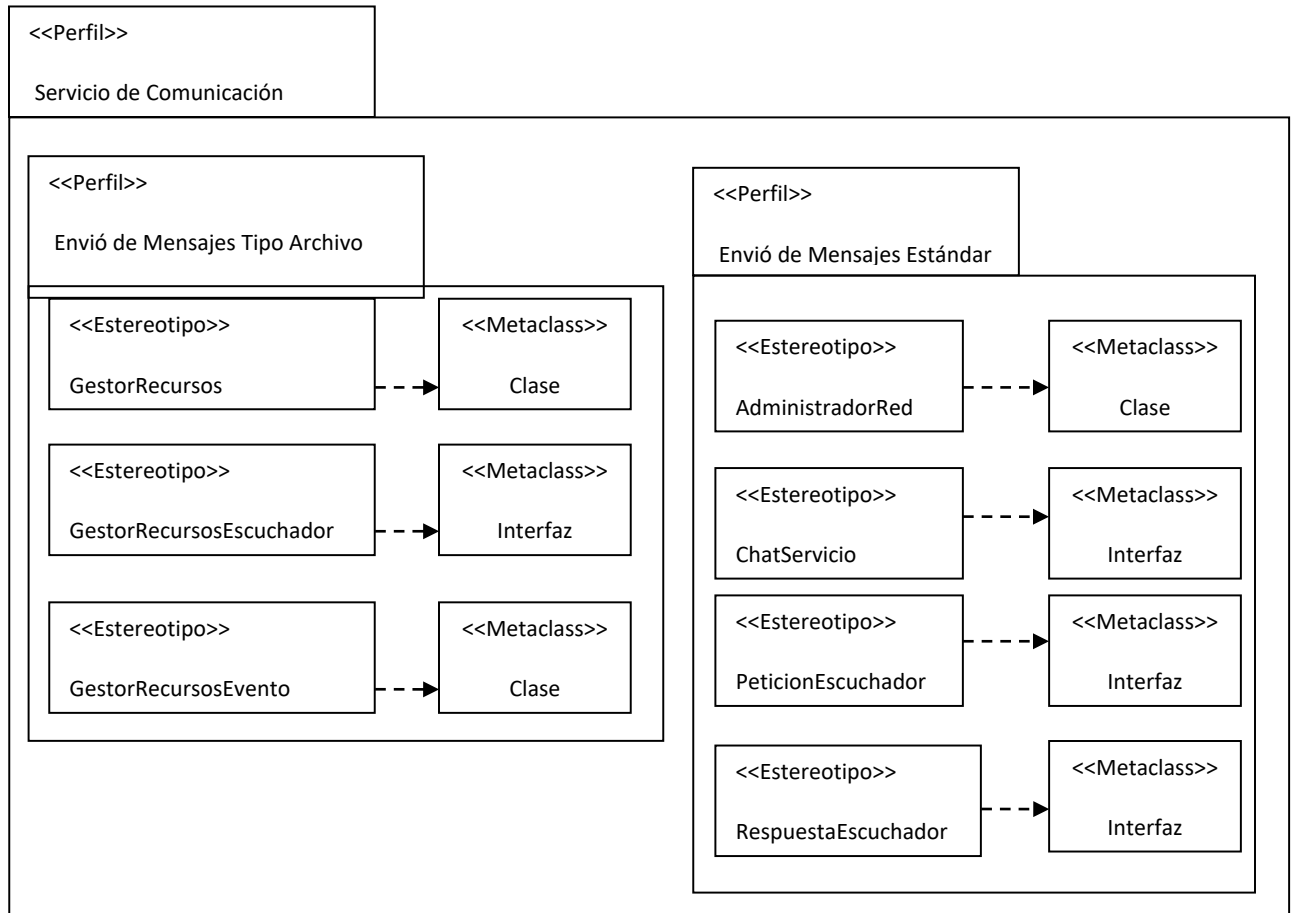 <<Perfil>>
Servicio de Comunicación
<<Perfil>>
Envió de Mensajes Tipo Archivo
<<Estereotipo>>
GestorRecursos
<<Metaclass>>
Clase
<<Estereotipo>>
GestorRecursosEscuchador
<<Metaclass>>
Interfaz
<<Estereotipo>>
GestorRecursosEvento
<<Metaclass>>
Clase
<<Perfil>>
Envió de Mensajes Estándar
<<Estereotipo>>
AdministradorRed
<<Metaclass>>
Clase
<<Estereotipo>>
ChatServicio
<<Metaclass>>
Interfaz
<<Estereotipo>>
PeticionEscuchador
<<Metaclass>>
Interfaz
<<Estereotipo>>
RespuestaEscuchador
<<Metaclass>>
Interfaz